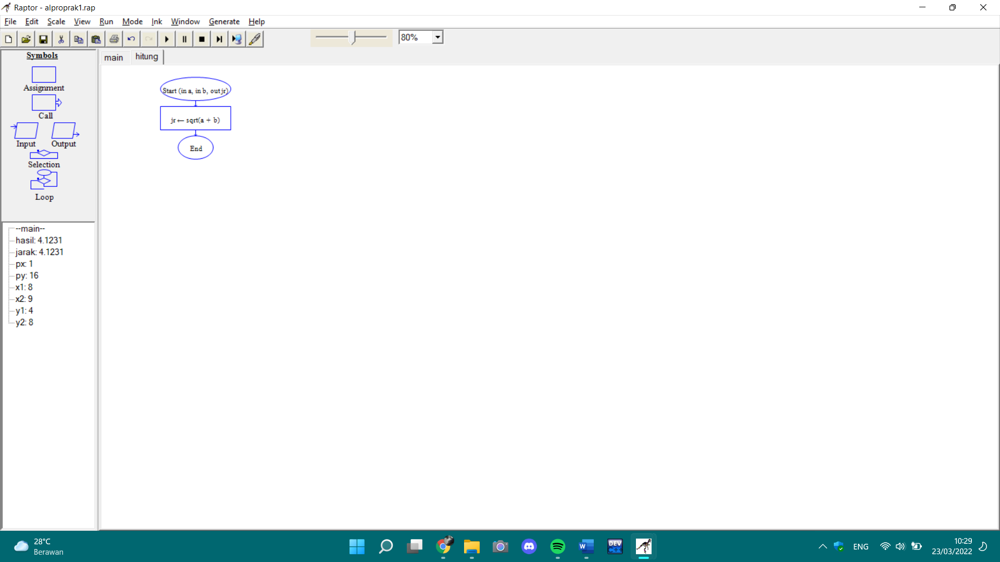 Raptor - alproprak1.rap
File Edit Scale View Run Mode Ink Window Generate Help
80%
Symbols
Assignment
Call
Input Output
Selection
Loop
main hitung
Start (in a, in b, out jr)
jr ← sqrt(a + b)
End
--main--
hasil: 4.1231
jarak: 4.1231
px: 1
py: 16
x1: 8
x2: 9
y1: 4
y2: 8
28°C
Berawan
W
DEV
C++
ENG
10:29
23/03/2022